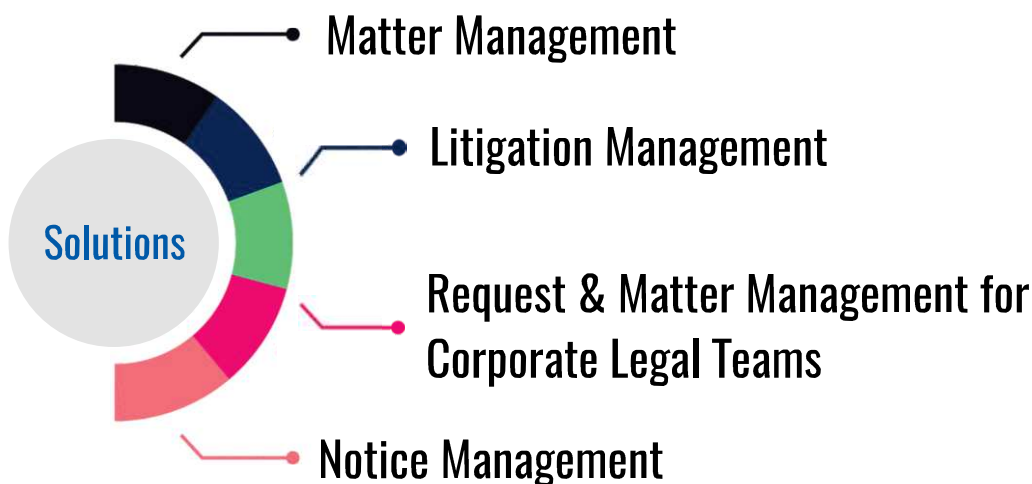 Matter Management
Litigation Management
Solutions
Request & Matter Management for
Corporate Legal Teams
Notice Management